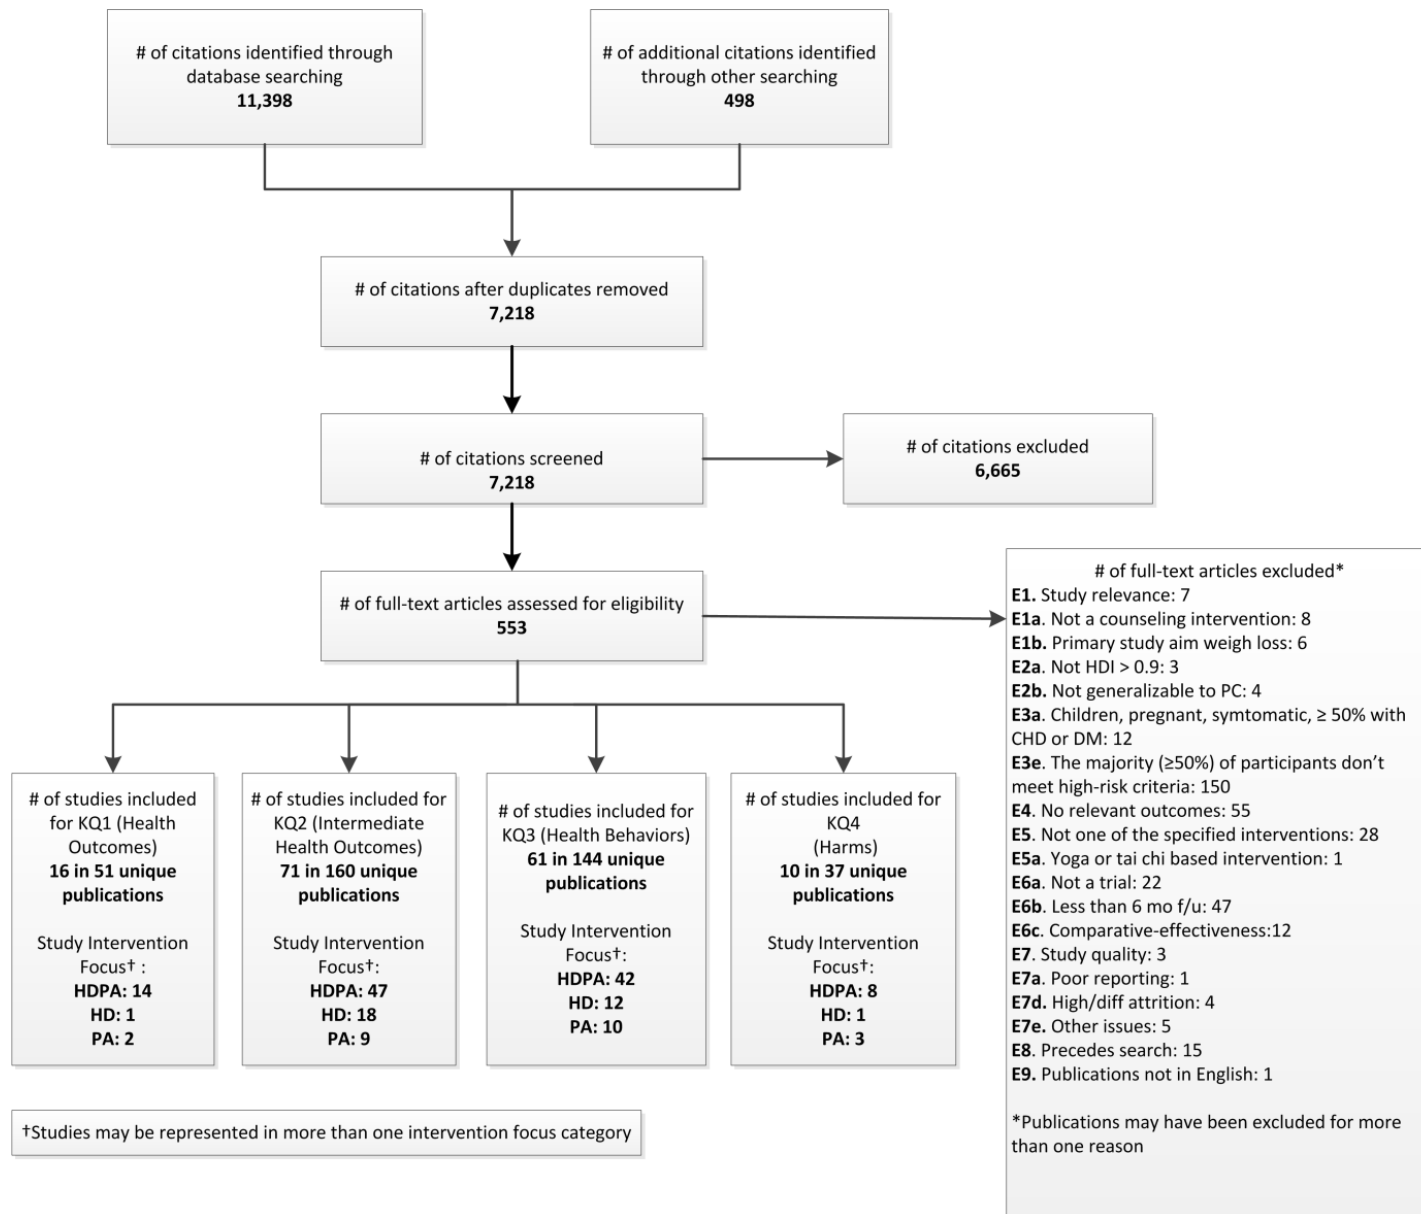 # of citations identified through
database searching
11,398
# of additional citations identified
through other searching
498
# of citations after duplicates removed
7,218
# of citations screened
7,218
# of citations excluded
6,665
# of full-text articles assessed for eligibility
553
# of full-text articles excluded*
E1. Study relevance: 7
E1a. Not a counseling intervention: 8
E1b. Primary study aim weigh loss: 6
E2a. Not HDI > 0.9: 3
E2b. Not generalizable to PC: 4
E3a. Children, pregnant, symtomatic, ≥ 50% with
CHD or DM: 12
E3e. The majority (≥50%) of participants don’t
meet high-risk criteria: 150
E4. No relevant outcomes: 55
E5. Not one of the specified interventions: 28
E5a. Yoga or tai chi based intervention: 1
E6a. Not a trial: 22
E6b. Less than 6 mo f/u: 47
E6c. Comparative-effectiveness:12
E7. Study quality: 3
E7a. Poor reporting: 1
E7d. High/diff attrition: 4
E7e. Other issues: 5
E8. Precedes search: 15
E9. Publications not in English: 1
*Publications may have been excluded for more
than one reason
# of studies included
for KQ1 (Health
Outcomes)
16 in 51 unique
publications
Study Intervention
Focus† :
HDPA: 14
HD: 1
PA: 2
# of studies included for
KQ2 (Intermediate
Health Outcomes)
71 in 160 unique
publications
Study Intervention
Focus†:
HDPA: 47
HD: 18
PA: 9
# of studies included for
KQ3 (Health Behaviors)
61 in 144 unique
publications
Study Intervention
Focus†:
HDPA: 42
HD: 12
PA: 10
# of studies included for
KQ4
(Harms)
10 in 37 unique
publications
Study Intervention
Focus†:
HDPA: 8
HD: 1
PA: 3
†Studies may be represented in more than one intervention focus category